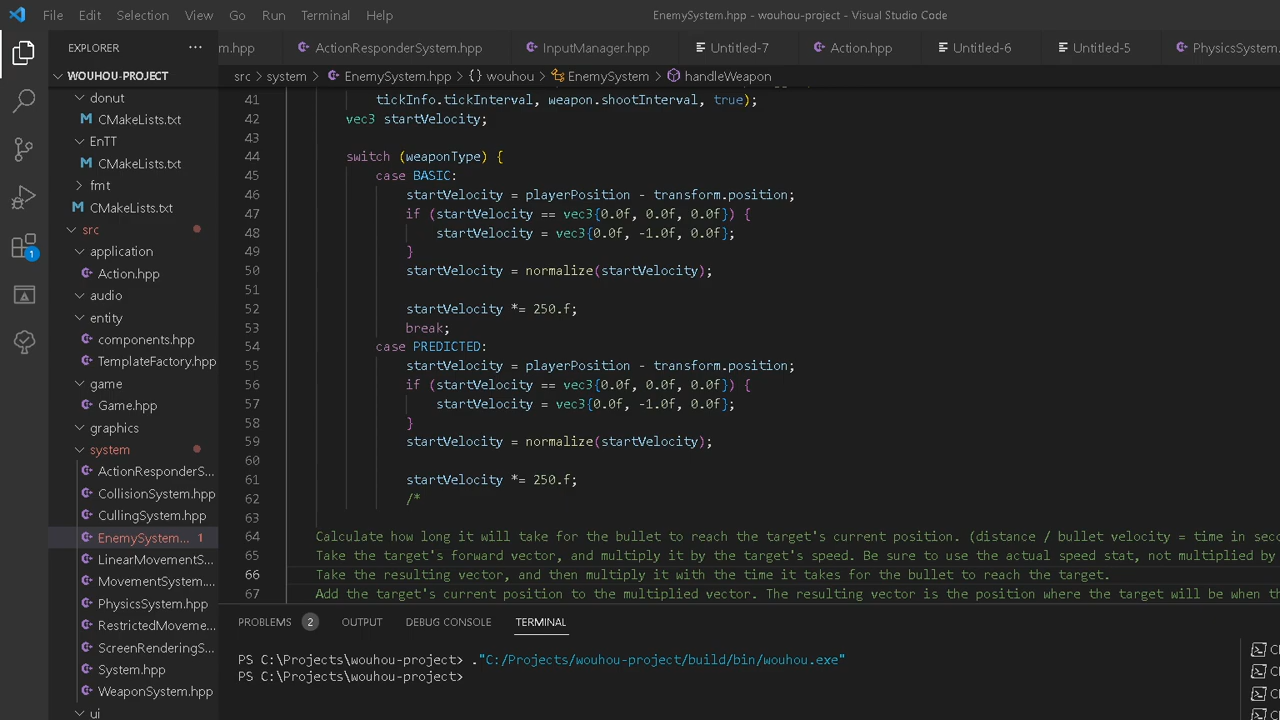 File Edit Selection View Go Run Terminal Help
EnemySystem.hpp - wouhou-project - Visual Studio Code
EXPLORER ···
m.hpp ActionResponderSystem.hpp InputManager.hpp Untitled-7 Action.hpp Untitled-6 Untitled-5 PhysicsSystem.
WOUHOU-PROJECT
src > system > EnemySystem.hpp > {} wouhou > EnemySystem > handleWeapon
donut
CMakeLists.txt
EnTT
CMakeLists.txt
fmt
CMakeLists.txt
src
application
Action.hpp
audio
entity
components.hpp
TemplateFactory.hpp
game
Game.hpp
graphics
system
ActionResponderS...
CollisionSystem.hpp
CullingSystem.hpp
EnemySystem... 1
LinearMovementS...
MovementSystem...
PhysicsSystem.hpp
RestrictedMoveme...
ScreenRenderingS...
System.hpp
WeaponSystem.hpp
ui
1
41 tickInfo.tickInterval, weapon.shootInterval, true);
42 vec3 startVelocity;
43
44 switch (weaponType) {
45 case BASIC:
46 startVelocity = playerPosition - transform.position;
47 if (startVelocity == vec3{0.0f, 0.0f, 0.0f}) {
48 startVelocity = vec3{0.0f, -1.0f, 0.0f};
49 }
50 startVelocity = normalize(startVelocity);
51
52 startVelocity *= 250.f;
53 break;
54 case PREDICTED:
55 startVelocity = playerPosition - transform.position;
56 if (startVelocity == vec3{0.0f, 0.0f, 0.0f}) {
57 startVelocity = vec3{0.0f, -1.0f, 0.0f};
58 }
59 startVelocity = normalize(startVelocity);
60
61 startVelocity *= 250.f;
62 /*
63
64 Calculate how long it will take for the bullet to reach the target's current position. (distance / bullet velocity = time in seco
65 Take the target's forward vector, and multiply it by the target's speed. Be sure to use the actual speed stat, not multiplied by
66 Take the resulting vector, and then multiply it with the time it takes for the bullet to reach the target.
67 Add the target's current position to the multiplied vector. The resulting vector is the position where the target will be when th
PROBLEMS 2 OUTPUT DEBUG CONSOLE TERMINAL
PS C:\Projects\wouhou-project> ."C:/Projects/wouhou-project/build/bin/wouhou.exe"
PS C:\Projects\wouhou-project>